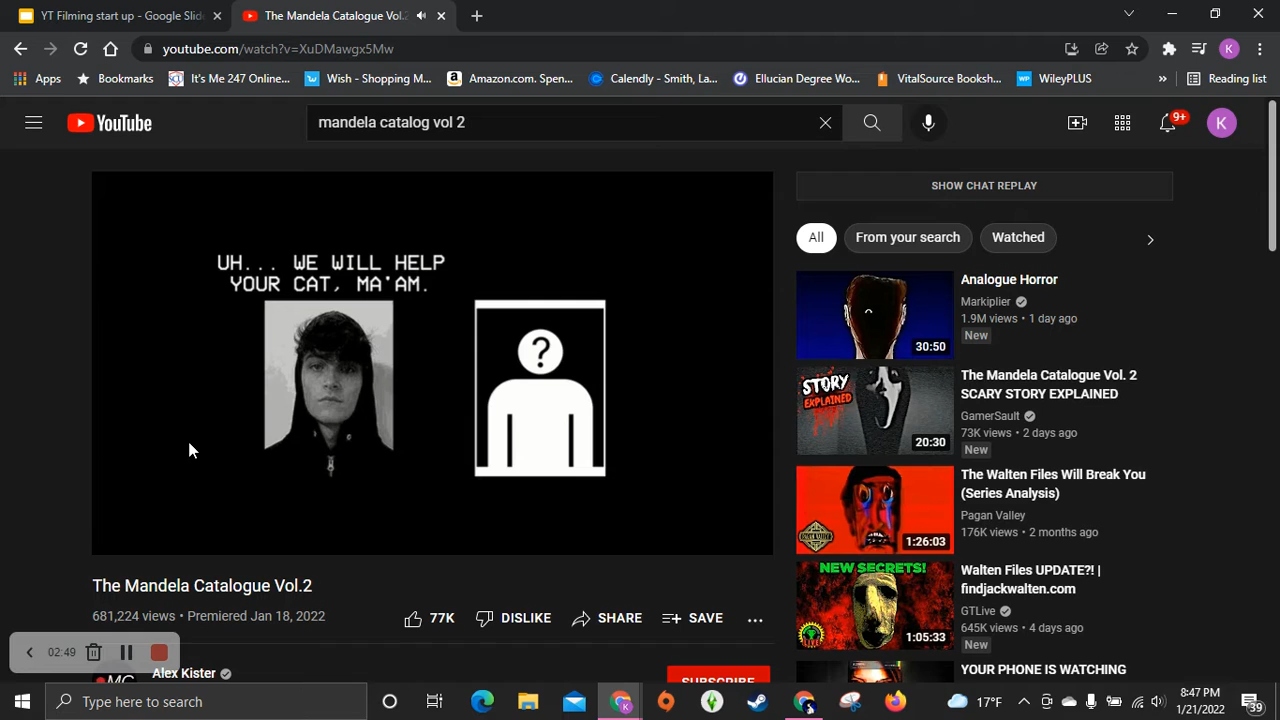 YT Filming start up - Google Slid
The Mandela Catalogue Vol.2
youtube.com/watch?v=XuDMawgx5Mw
K
Apps
Bookmarks
It's Me 247 Online...
Wish - Shopping M...
Amazon.com. Spen...
Calendly - Smith, La...
Ellucian Degree Wo...
VitalSource Booksh...
WP
WileyPLUS
»
Reading list
YouTube
mandela catalog vol 2
9+
K
UH... WE WILL HELP
YOUR CAT, MA'AM.
?
SHOW CHAT REPLAY
All
From your search
Watched
30:50
Analogue Horror
Markiplier
1.9M views • 1 day ago
New
STORY
EXPLAINED
20:30
The Mandela Catalogue Vol. 2
SCARY STORY EXPLAINED
GamerSault
73K views • 2 days ago
New
1:26:03
The Walten Files Will Break You
(Series Analysis)
Pagan Valley
176K views • 2 months ago
NEW SECRETS!
1:05:33
Walten Files UPDATE?! |
findjackwalten.com
GTLive
645K views • 4 days ago
New
YOUR PHONE IS WATCHING
The Mandela Catalogue Vol.2
681,224 views • Premiered Jan 18, 2022
77K
DISLIKE
SHARE
SAVE
02:49
MC
Alex Kister
SUBSCRIBE
Type here to search
17°F
8:47 PM
1/21/2022
39